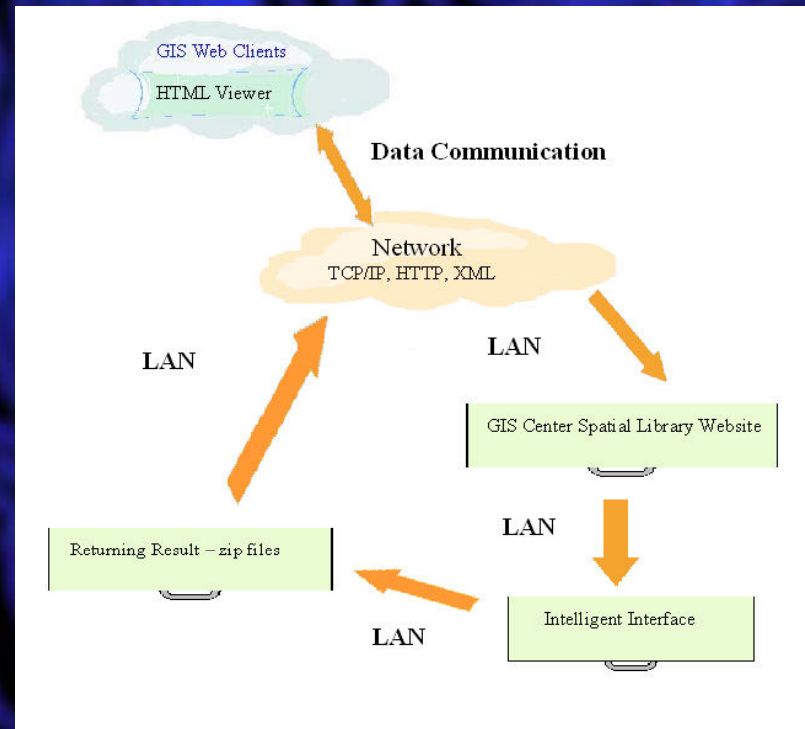 GIS Web Clients
HTML Viewer
Data Communication
Network
TCP/IP, HTTP, XML
LAN
LAN
GIS Center Spatial Library Website
LAN
Returning Result – zip files
Intelligent Interface
LAN